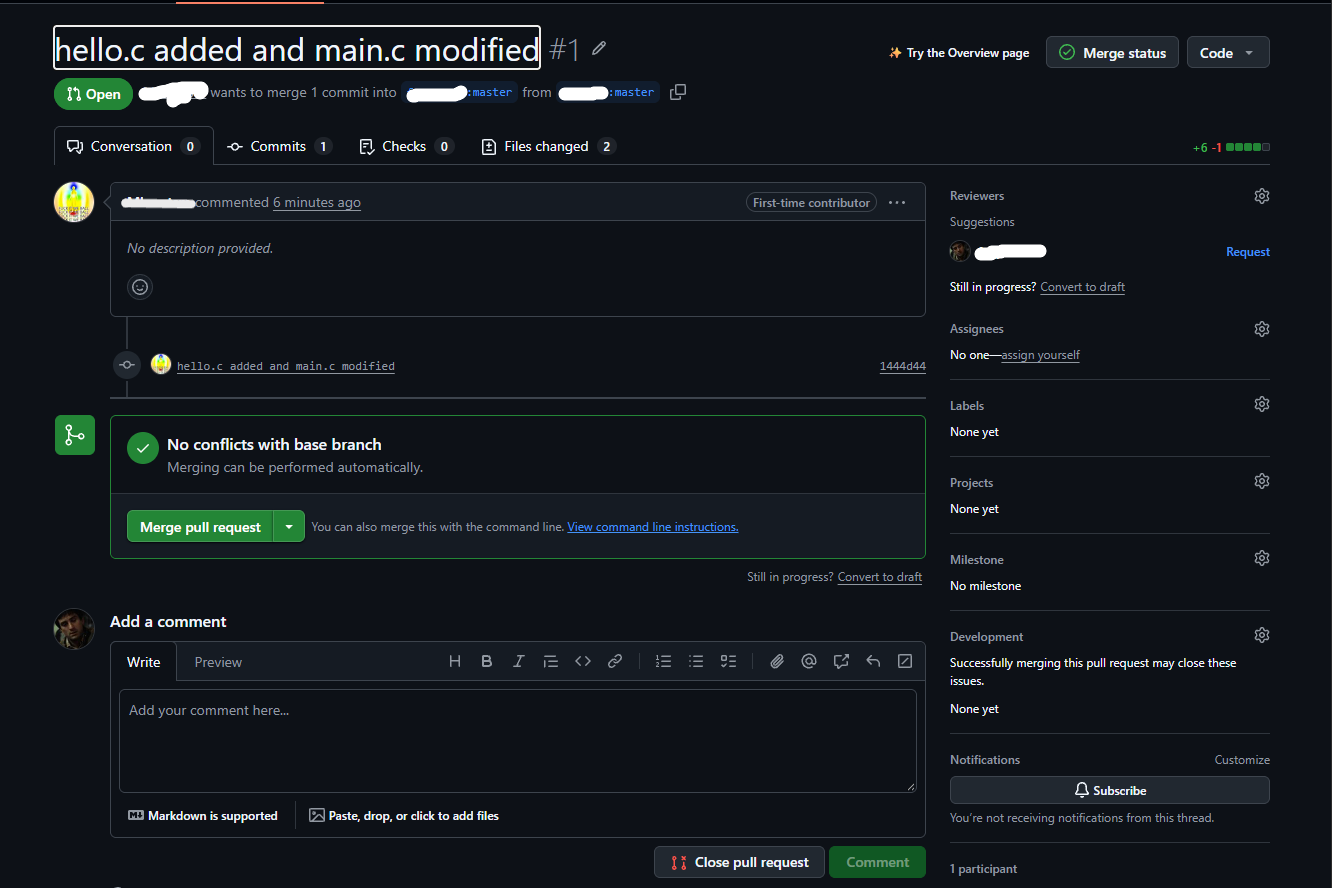 hello.c added and main.c modified #1
Try the Overview page
Merge status
Code
Open
wants to merge 1 commit into :master from :master
Conversation 0
Commits 1
Checks 0
Files changed 2
+6 -1
commented 6 minutes ago
First-time contributor
No description provided.
hello.c added and main.c modified
1444d44
No conflicts with base branch
Merging can be performed automatically.
Merge pull request
You can also merge this with the command line. View command line instructions.
Still in progress? Convert to draft
Add a comment
Write
Preview
Add your comment here...
Markdown is supported
Paste, drop, or click to add files
Close pull request
Comment
Reviewers
Suggestions
Request
Still in progress? Convert to draft
Assignees
No one—assign yourself
Labels
None yet
Projects
None yet
Milestone
No milestone
Development
Successfully merging this pull request may close these
issues.
None yet
Notifications
Customize
Subscribe
You're not receiving notifications from this thread.
1 participant